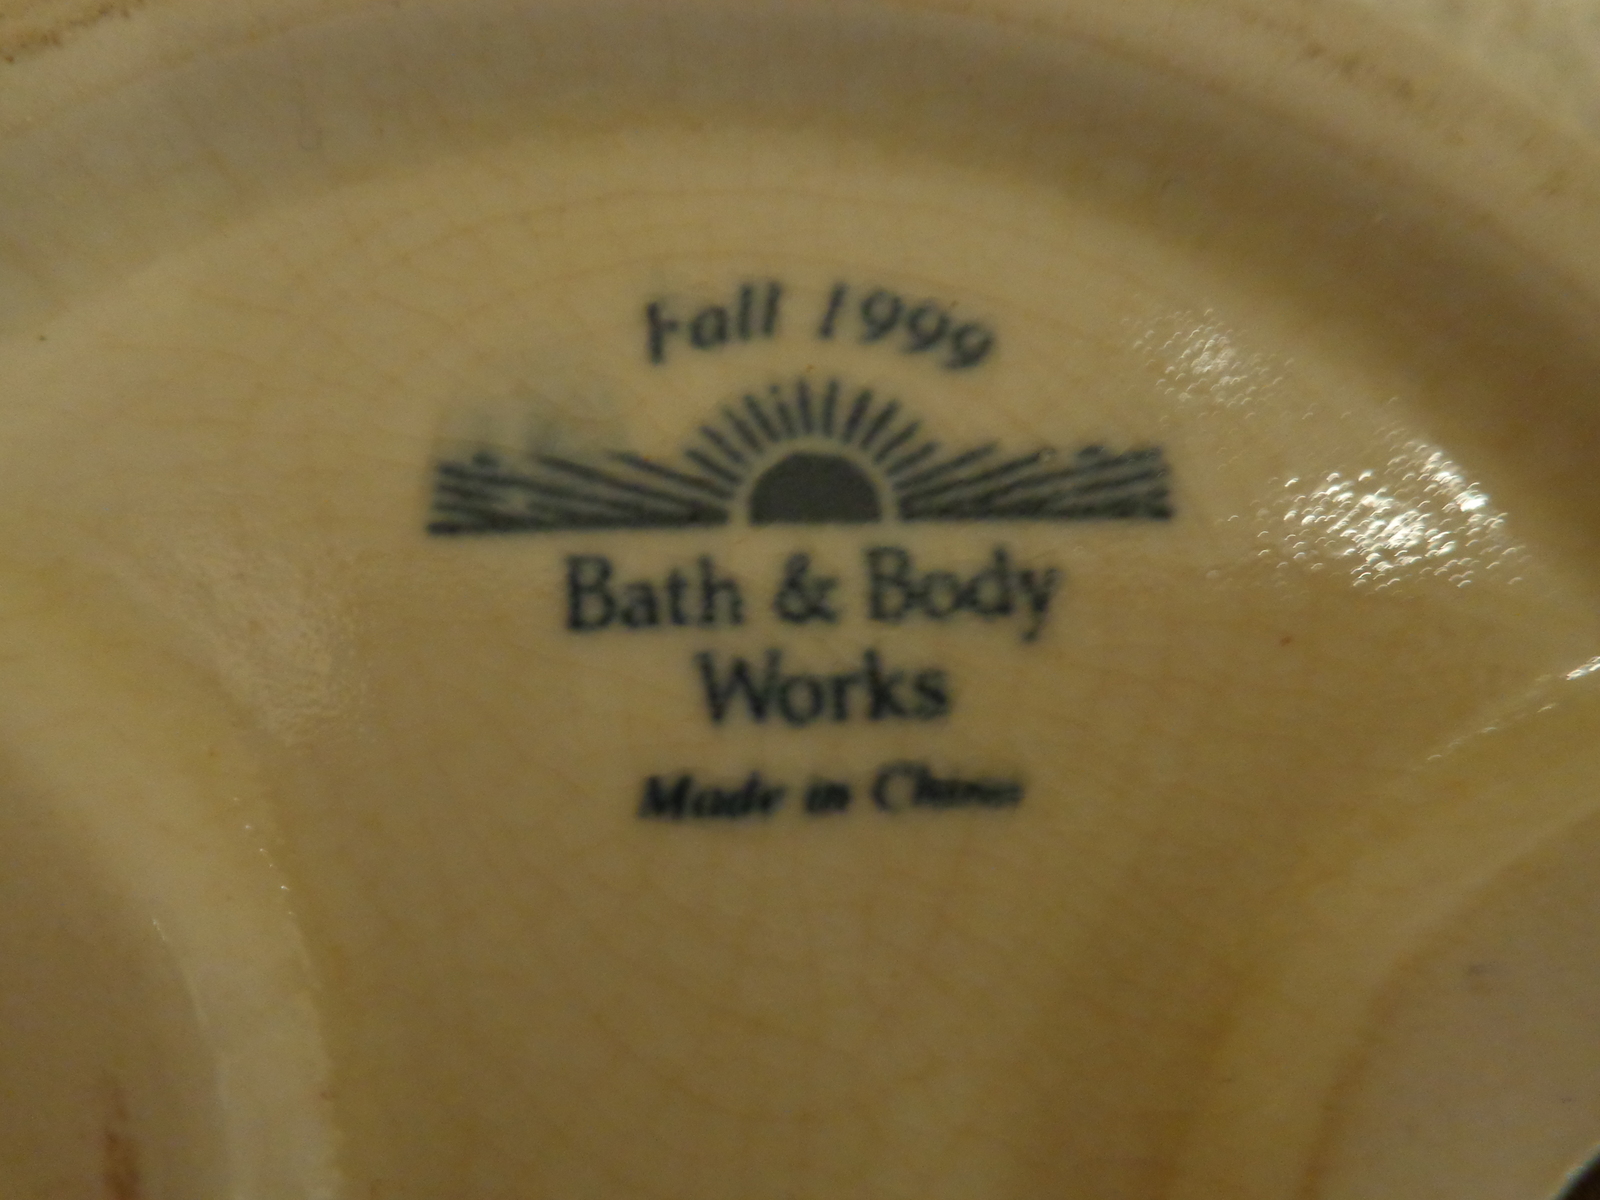 Fall 1999
Bath & Body
Works
Made in China